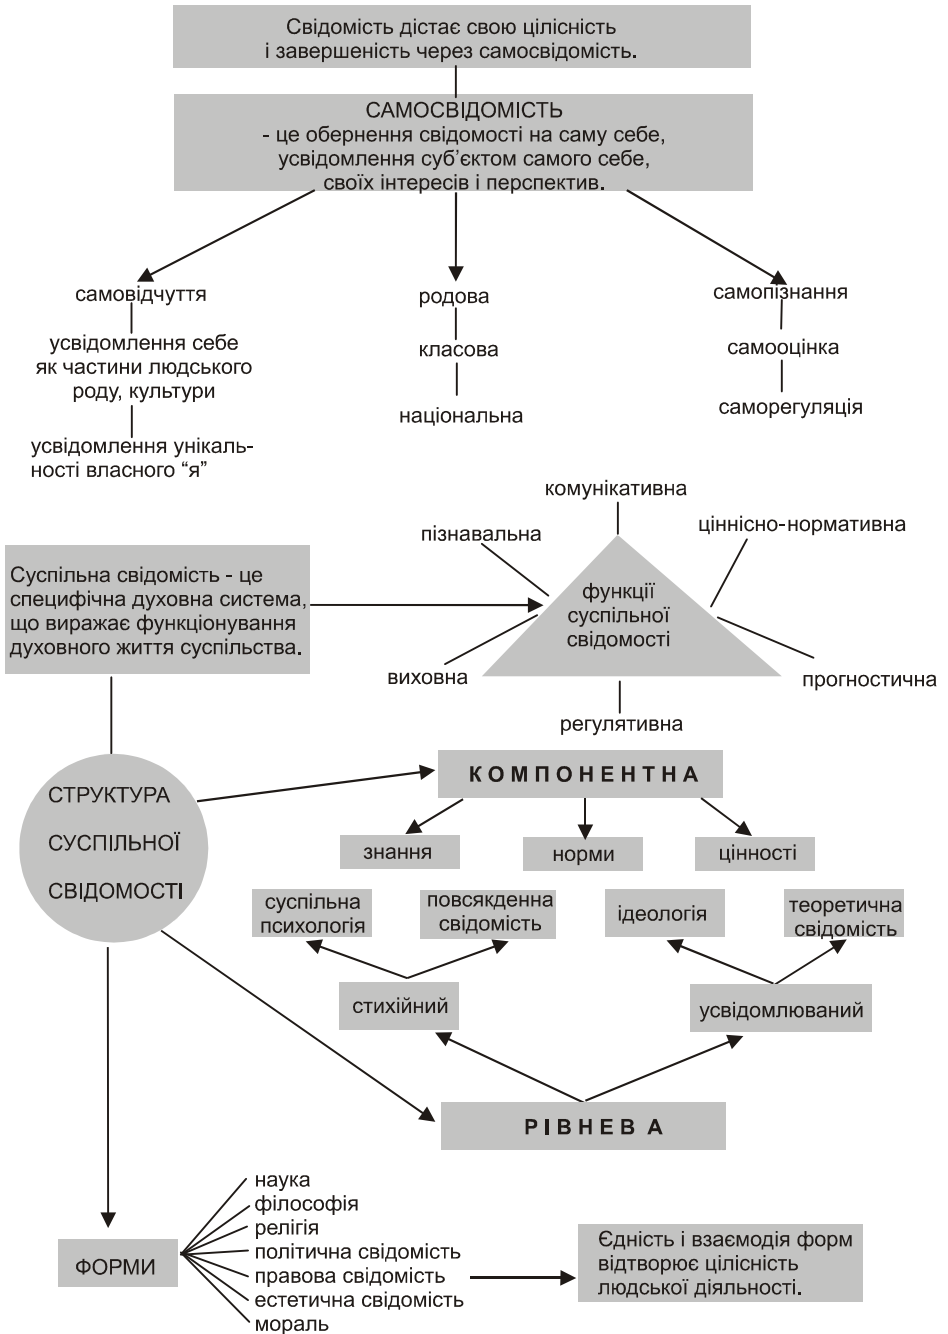 Свідомість дістає свою цілісність
і завершеність через самосвідомість.
САМОСВІДОМІСТЬ
- це обернення свідомості на саму себе,
усвідомлення суб’єктом самого себе,
своїх інтересів і перспектив.
самовідчуття
усвідомлення себе
як частини людського
роду, культури
усвідомлення унікаль-
ності власного “я”
родова
класова
національна
самопізнання
самооцінка
саморегуляція
Суспільна свідомість - це
специфічна духовна система,
що виражає функціонування
духовного життя суспільства.
комунікативна
пізнавальна
ціннісно-нормативна
функції
суспільної
свідомості
виховна
прогностична
регулятивна
СТРУКТУРА
СУСПІЛЬНОЇ
СВІДОМОСТІ
КОМПОНЕНТНА
знання
норми
цінності
суспільна
психологія
повсякденна
свідомість
ідеологія
теоретична
свідомість
стихійний
усвідомлюваний
РІВНЕВА
ФОРМИ
наука
філософія
релігія
політична свідомість
правова свідомість
естетична свідомість
мораль
Єдність і взаємодія форм
відтворює цілісність
людської діяльності.